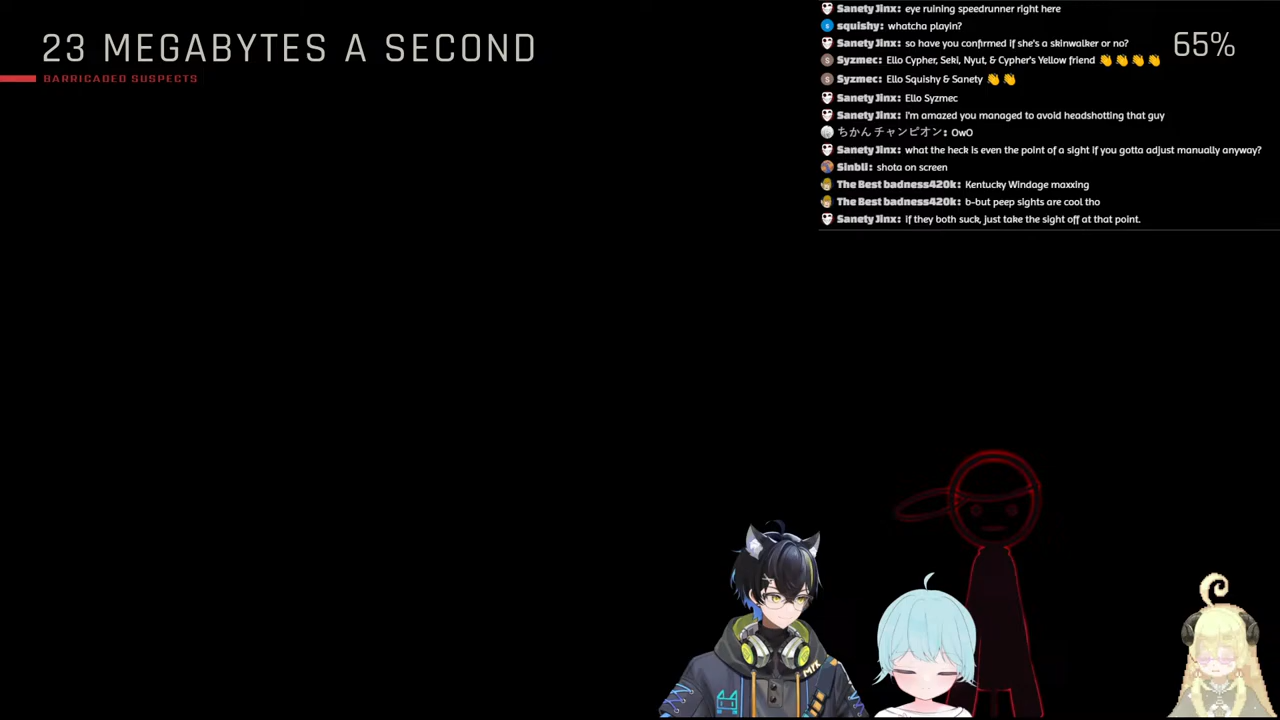 23 MEGABYTES A SECOND
BARRICADED SUSPECTS
65%
Sanety Jinx: eye ruining speedrunner right here
squishy: whatcha playin?
Sanety Jinx: so have you confirmed if she's a skinwalker or no?
Syzmec: Ello Cypher, Seki, Nyut, & Cypher's Yellow friend 👏 👏 👏 👏
Syzmec: Ello Squishy & Sanety 👏 👏
Sanety Jinx: Ello Syzmec
Sanety Jinx: I'm amazed you managed to avoid headshotting that guy
ちかん チャンピオン: OwO
Sanety Jinx: what the heck is even the point of a sight if you gotta adjust manually anyway?
Sinbli: shota on screen
The Best badness420k: Kentucky Windage maxxing
The Best badness420k: b-but peep sights are cool tho
Sanety Jinx: If they both suck, just take the sight off at that point.